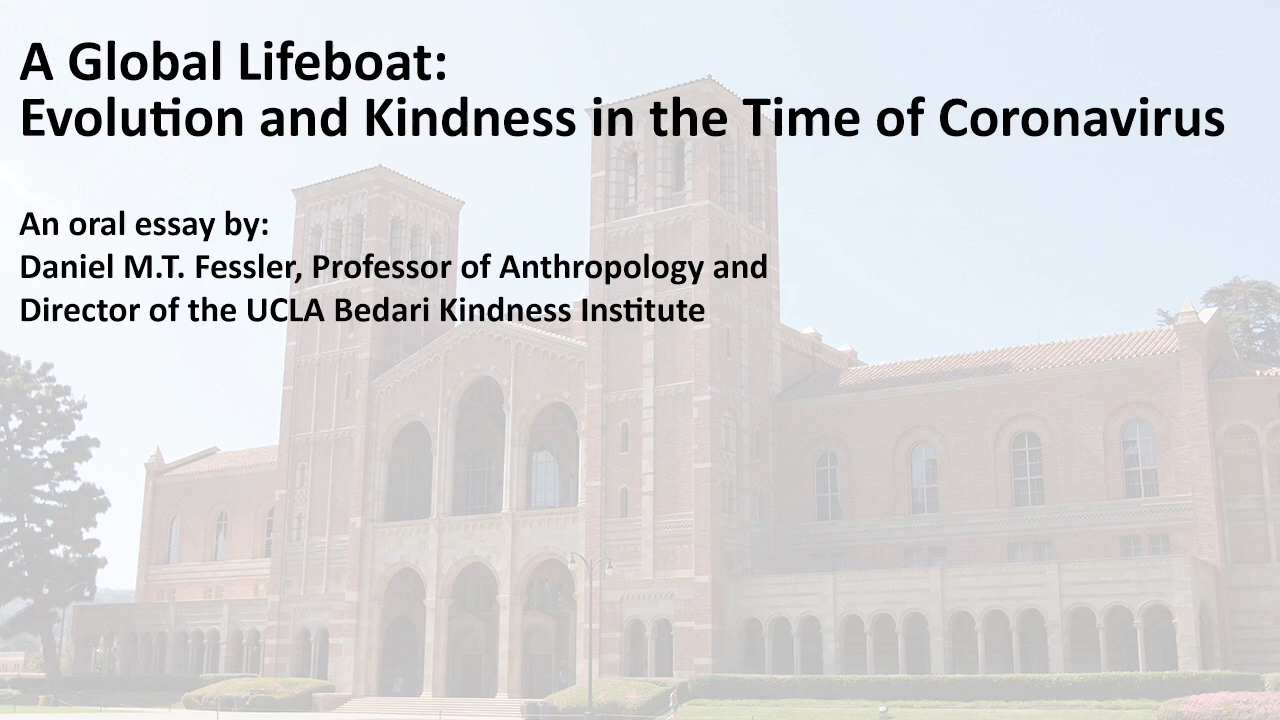 A Global Lifeboat:
Evolution and Kindness in the Time of Coronavirus
An oral essay by:
Daniel M.T. Fessler, Professor of Anthropology and
Director of the UCLA Bedari Kindness Institute